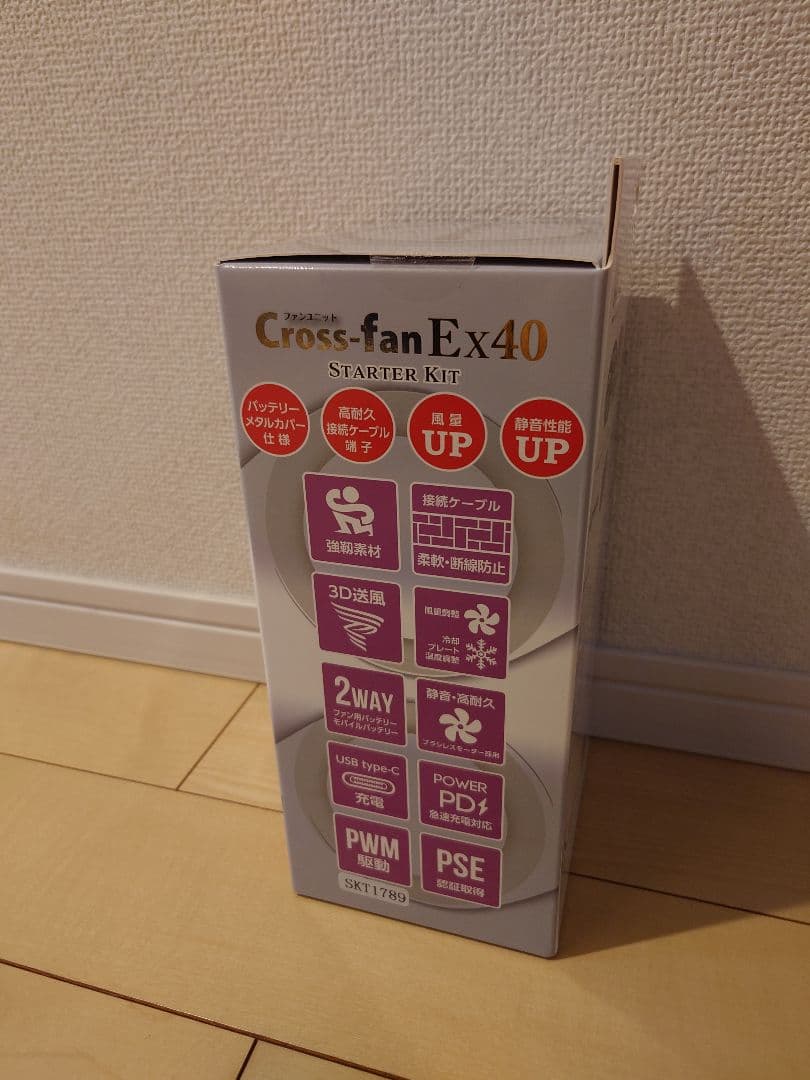 ファンユニット
Cross-fan Ex40
STARTER KIT
バッテリー
メタルカバー
仕様
高耐久
接続ケーブル
端子
風量
UP
静音性能
UP
強靭素材
接続ケーブル
柔軟・断線防止
3D送風
風量調整
冷却
プレート
温度調整
2WAY
ファン用バッテリー
モバイルバッテリー
静音・高耐久
ブラシレスモーター採用
USB type-C
充電
POWER
PD
急速充電対応
PWM
駆動
PSE
認証取得
SKT1789